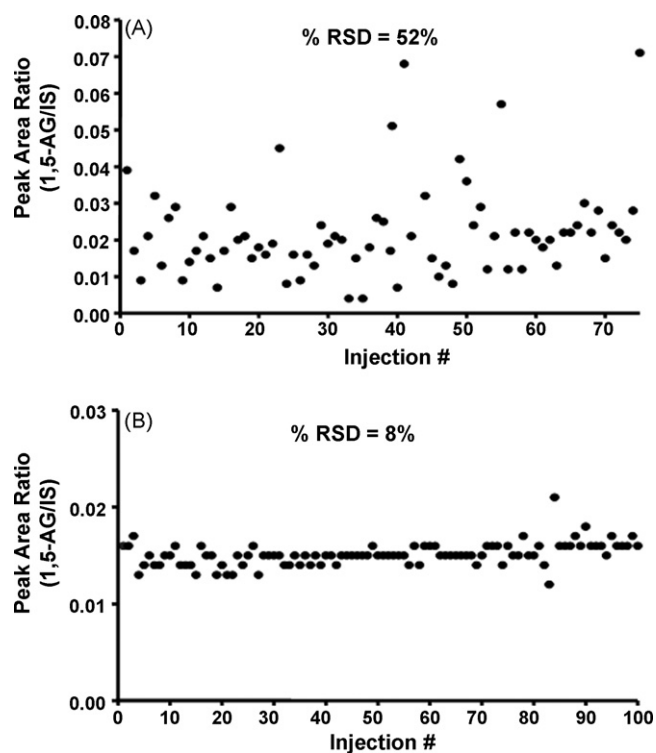 (A)
% RSD = 52%
Peak Area Ratio
(1,5-AG/IS)
0.08
0.07
0.06
0.05
0.04
0.03
0.02
0.01
0.00
0 10 20 30 40 50 60 70
Injection #
(B)
% RSD = 8%
Peak Area Ratio
(1,5-AG/IS)
0.03
0.02
0.01
0.00
0 10 20 30 40 50 60 70 80 90 100
Injection #